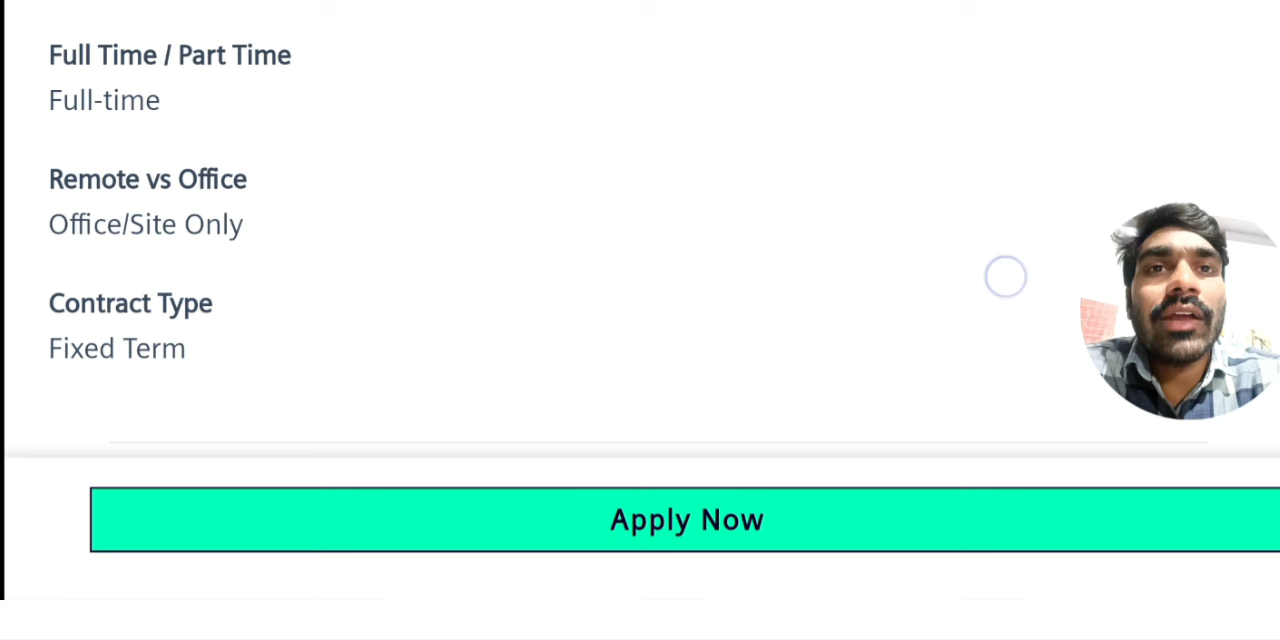 Full Time / Part Time
Full-time
Remote vs Office
Office/Site Only
Contract Type
Fixed Term
Apply Now